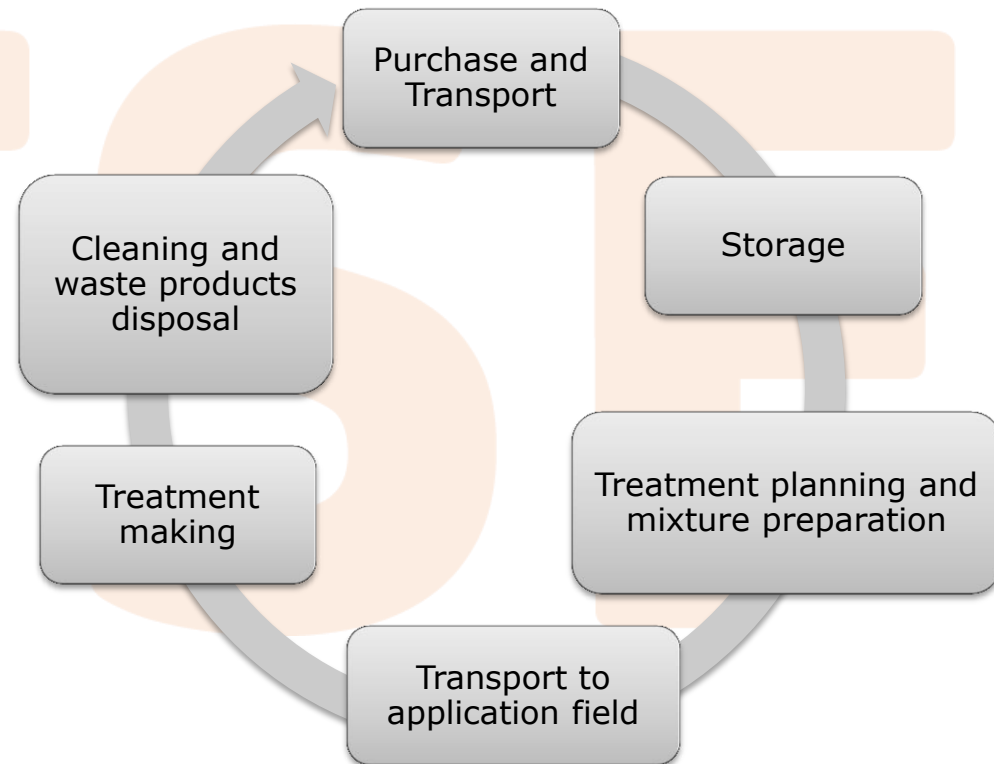 Purchase and
Transport
Storage
Treatment planning and
mixture preparation
Transport to
application field
Treatment
making
Cleaning and
waste products
disposal